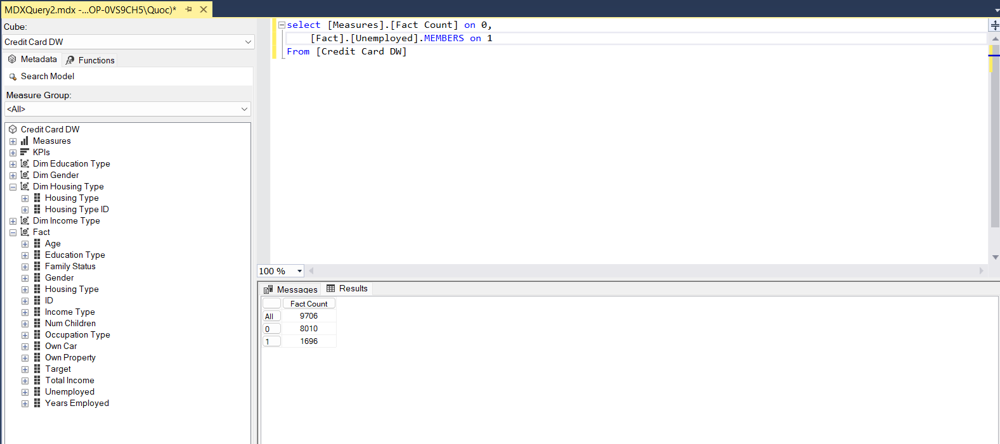 MDXQuery2.mdx -...OP-0VS9CH5\Quoc)*
Cube:
Credit Card DW
Metadata
Functions
Search Model
Measure Group:
<All>
Credit Card DW
Measures
KPIs
Dim Education Type
Dim Gender
Dim Housing Type
Housing Type
Housing Type ID
Dim Income Type
Fact
Age
Education Type
Family Status
Gender
Housing Type
ID
Income Type
Num Children
Occupation Type
Own Car
Own Property
Target
Total Income
Unemployed
Years Employed
select [Measures].[Fact Count] on 0,
[Fact].[Unemployed].MEMBERS on 1
From [Credit Card DW]
100 %
Messages
Results
Fact Count
All 9706
0 8010
1 1696